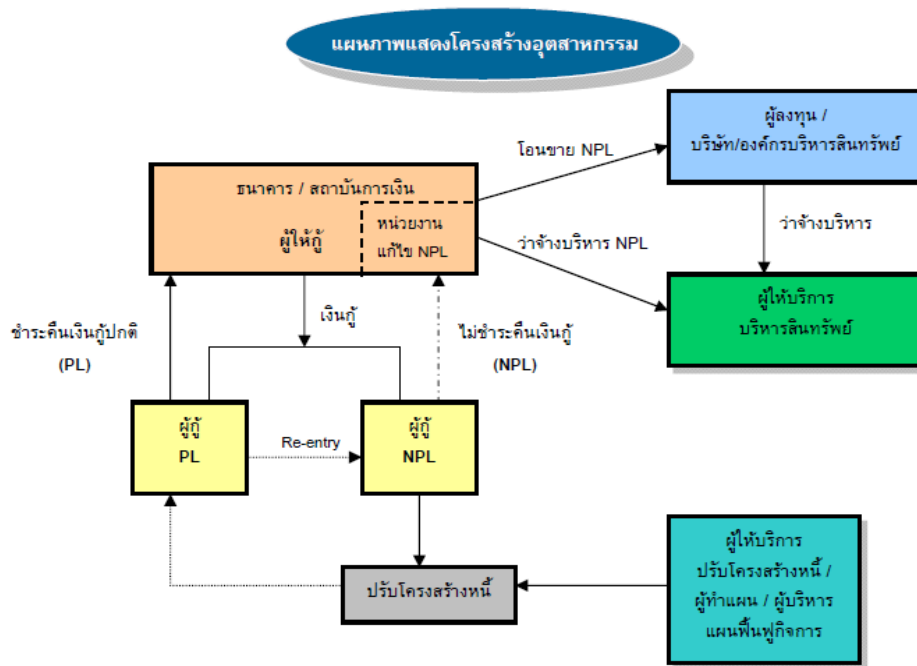 แผนภาพแสดงโครงสร้างอุตสาหกรรม
ผู้ลงทุน /
บริษัท/องค์กรบริหารสินทรัพย์
โอนขาย NPL
ธนาคาร / สถาบันการเงิน
ผู้ให้กู้
หน่วยงาน
แก้ไข NPL
ว่าจ้างบริหาร NPL
ว่าจ้างบริหาร
ผู้ให้บริการ
บริหารสินทรัพย์
เงินกู้
ชำระคืนเงินกู้ปกติ
(PL)
ไม่ชำระคืนเงินกู้
(NPL)
ผู้กู้
PL
Re-entry
ผู้กู้
NPL
ปรับโครงสร้างหนี้
ผู้ให้บริการ
ปรับโครงสร้างหนี้ /
ผู้ทำแผน / ผู้บริหาร
แผนฟื้นฟูกิจการ